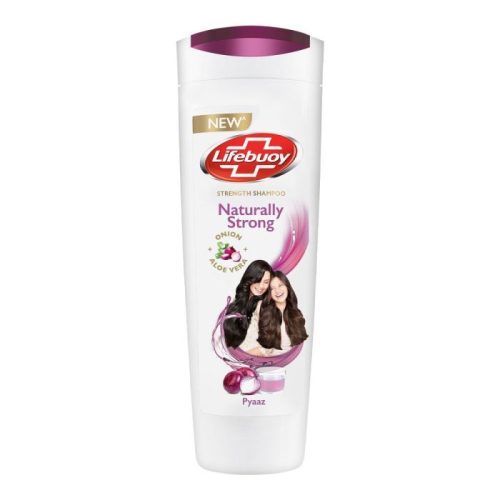 NEW^
Lifebuoy
STRENGTH SHAMPOO
Naturally
Strong
ONION
+ +
ALOE VERA
Pyaaz